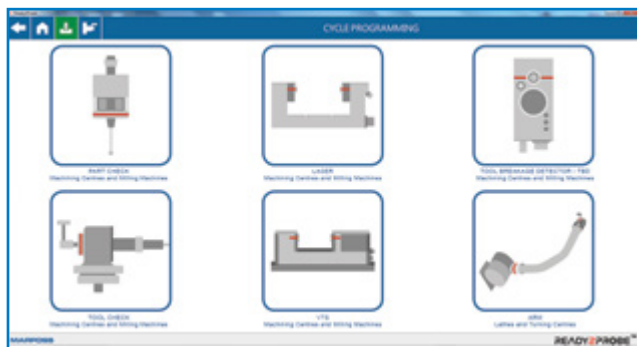 CYCLE PROGRAMMING
PART CHECK
Machining Centres and Milling Machines
LASER
Machining Centres and Milling Machines
TOOL BREAKAGE DETECTOR - TBD
Machining Centres and Milling Machines
TOOL CHECK
Machining Centres and Milling Machines
VTS
Machining Centres and Milling Machines
ARM
Lathes and Turning Centres
MARPOSS
READY2PROBE™